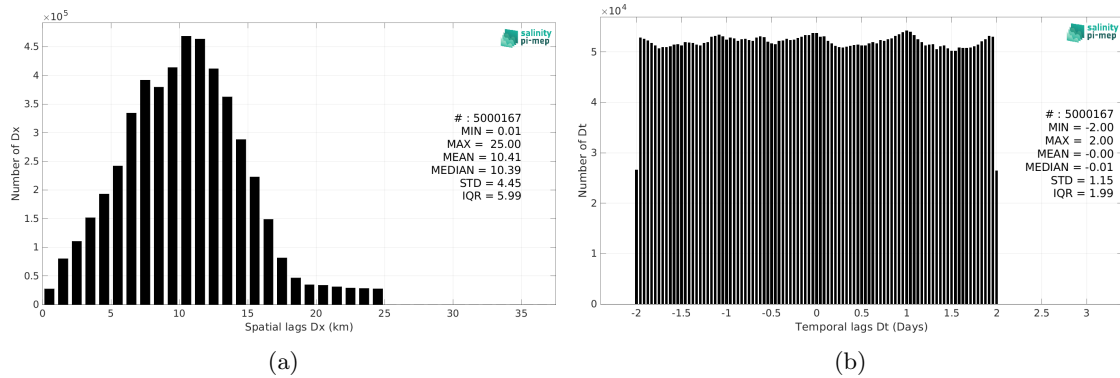 ×10^5
salinity
pi-mep
4.5
4
3.5
3
2.5
2
1.5
1
0.5
0
Number of Dx
# : 5000167
MIN = 0.01
MAX = 25.00
MEAN = 10.41
MEDIAN = 10.39
STD = 4.45
IQR = 5.99
0 5 10 15 20 25 30 35
Spatial lags Dx (km)
(a)
×10^4
salinity
pi-mep
5
4
3
2
1
0
Number of Dt
# : 5000167
MIN = -2.00
MAX = 2.00
MEAN = -0.00
MEDIAN = -0.01
STD = 1.15
IQR = 1.99
-2 -1.5 -1 -0.5 0 0.5 1 1.5 2 2.5 3
Temporal lags Dt (Days)
(b)